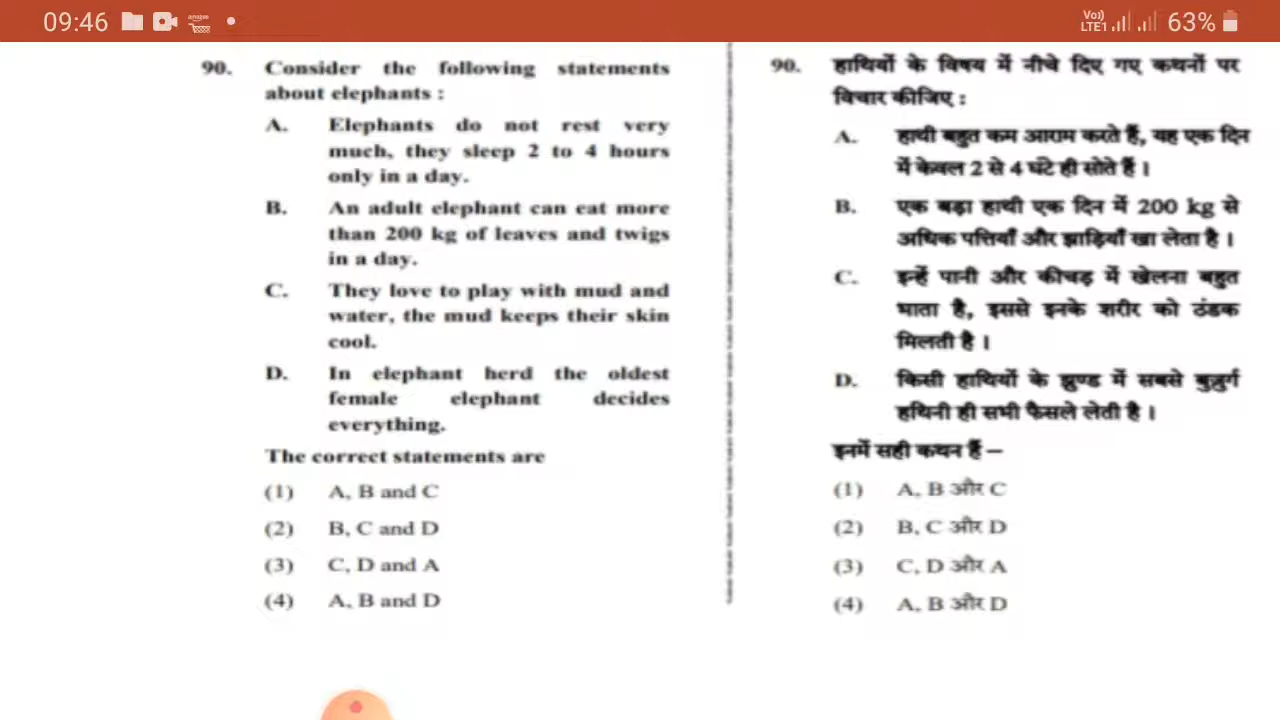 09:46
amazon
Vo)
LTE1
63%
90. Consider the following statements
about elephants :
A. Elephants do not rest very
much, they sleep 2 to 4 hours
only in a day.
B. An adult elephant can eat more
than 200 kg of leaves and twigs
in a day.
C. They love to play with mud and
water, the mud keeps their skin
cool.
D. In elephant herd the oldest
female elephant decides
everything.
The correct statements are
(1) A, B and C
(2) B, C and D
(3) C, D and A
(4) A, B and D
90. हाथियों के विषय में नीचे दिए गए कथनों पर
विचार कीजिए :
A. हाथी बहुत कम आराम करते हैं, यह एक दिन
में केवल 2 से 4 घंटे ही सोते हैं ।
B. एक बड़ा हाथी एक दिन में 200 kg से
अधिक पत्तियाँ और झाड़ियाँ खा लेता है ।
C. इन्हें पानी और कीचड़ में खेलना बहुत
भाता है, इससे इनके शरीर को ठंडक
मिलती है ।
D. किसी हाथियों के झुण्ड में सबसे बुज़ुर्ग
हथिनी ही सभी फैसले लेती है ।
इनमें सही कथन हैं –
(1) A, B और C
(2) B, C और D
(3) C, D और A
(4) A, B और D